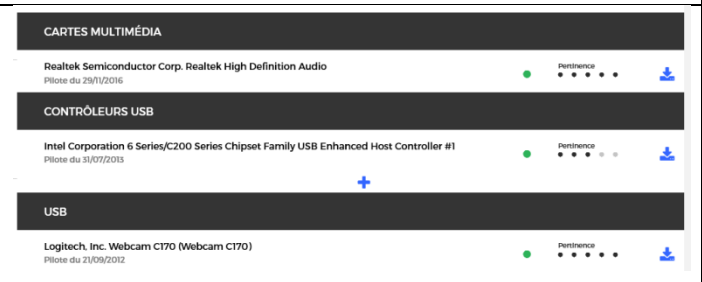 CARTES MULTIMÉDIA
Realtek Semiconductor Corp. Realtek High Definition Audio
Pilote du 29/11/2016
Pertinence
CONTRÔLEURS USB
Intel Corporation 6 Series/C200 Series Chipset Family USB Enhanced Host Controller #1
Pilote du 31/07/2013
Pertinence
USB
Logitech, Inc. Webcam C170 (Webcam C170)
Pilote du 21/09/2012
Pertinence